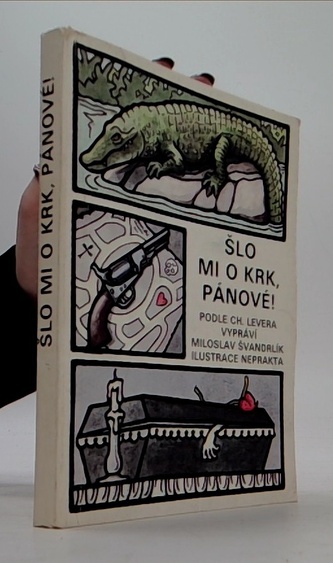 ŠLO MI O KRK, PÁNOVÉ!
ŠLO
MI O KRK,
PÁNOVÉ!
PODLE CH. LEVERA
VYPRÁVÍ
MILOSLAV ŠVANDRLÍK
ILUSTRACE NEPRAKTA